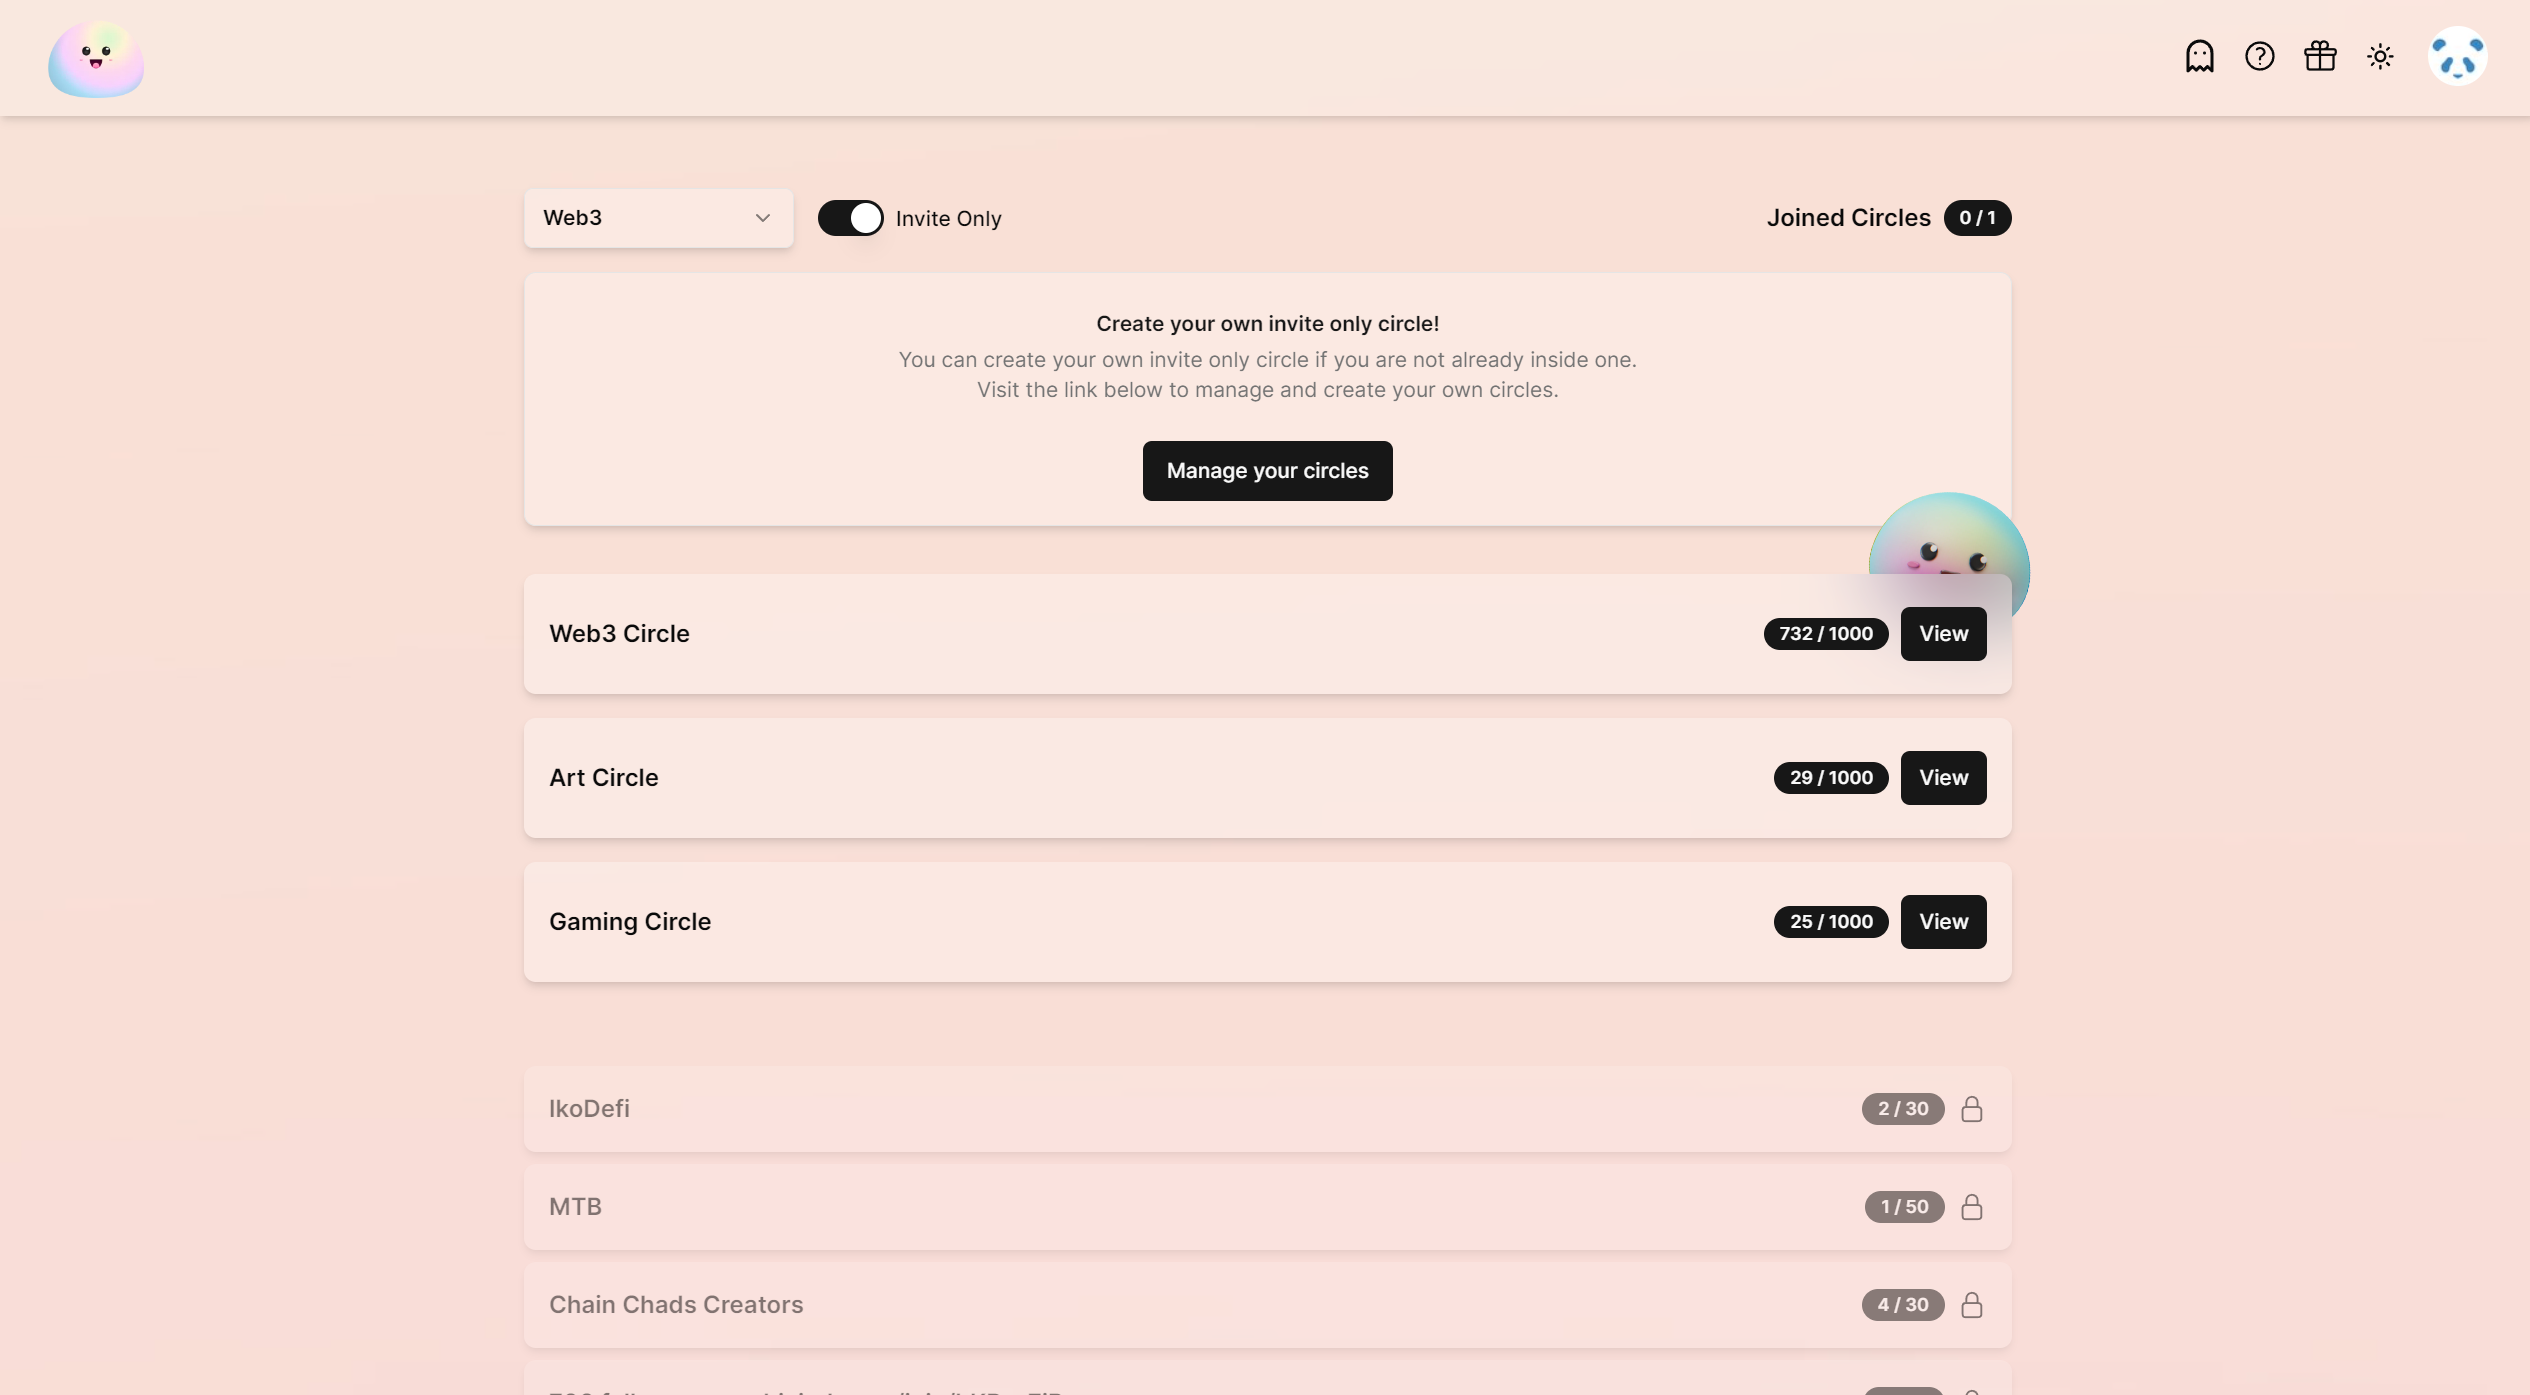 Web3
Invite Only
Joined Circles 0 / 1
Create your own invite only circle!
You can create your own invite only circle if you are not already inside one.
Visit the link below to manage and create your own circles.
Manage your circles
Web3 Circle 732 / 1000 View
Art Circle 29 / 1000 View
Gaming Circle 25 / 1000 View
IkoDefi 2 / 30
MTB 1 / 50
Chain Chads Creators 4 / 30